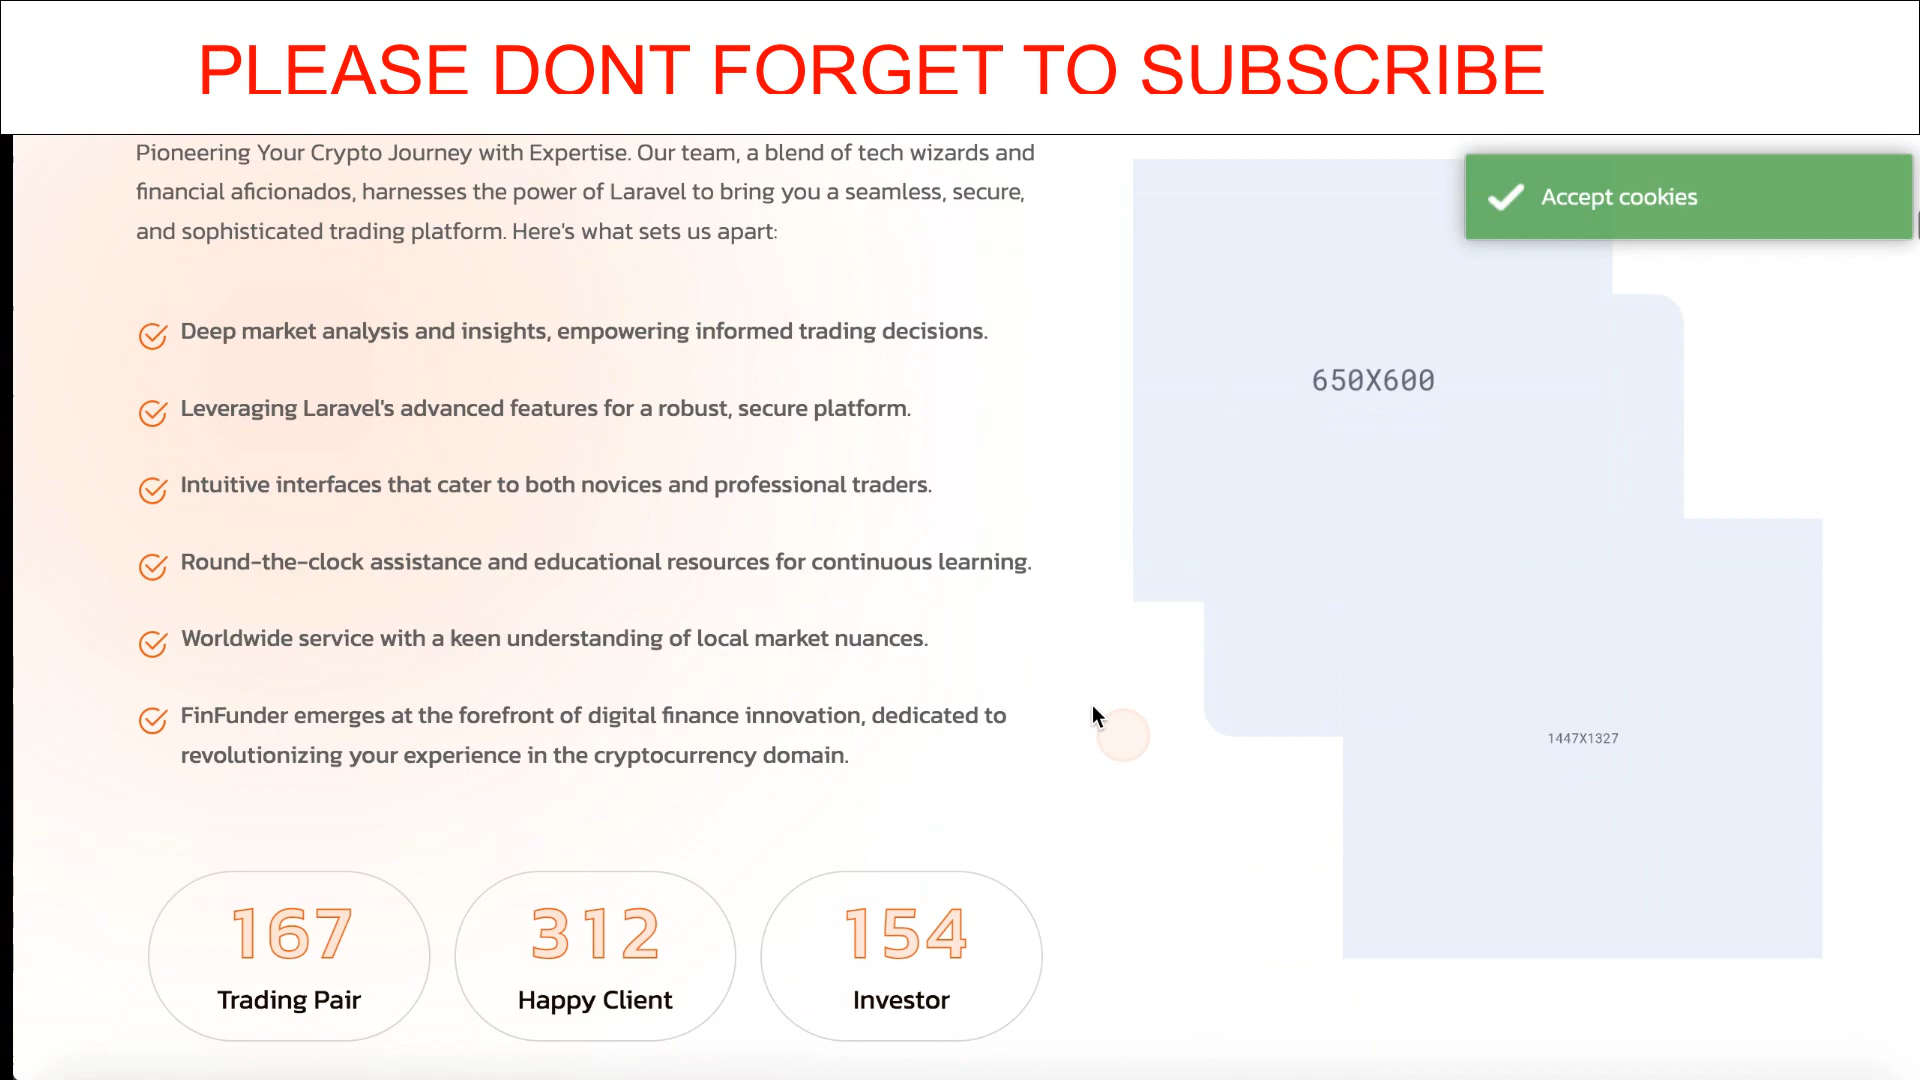 PLEASE DONT FORGET TO SUBSCRIBE
Pioneering Your Crypto Journey with Expertise. Our team, a blend of tech wizards and
financial aficionados, harnesses the power of Laravel to bring you a seamless, secure,
and sophisticated trading platform. Here's what sets us apart:
Deep market analysis and insights, empowering informed trading decisions.
Leveraging Laravel's advanced features for a robust, secure platform.
Intuitive interfaces that cater to both novices and professional traders.
Round-the-clock assistance and educational resources for continuous learning.
Worldwide service with a keen understanding of local market nuances.
FinFunder emerges at the forefront of digital finance innovation, dedicated to
revolutionizing your experience in the cryptocurrency domain.
167
Trading Pair
312
Happy Client
154
Investor
Accept cookies
650X600
1447X1327